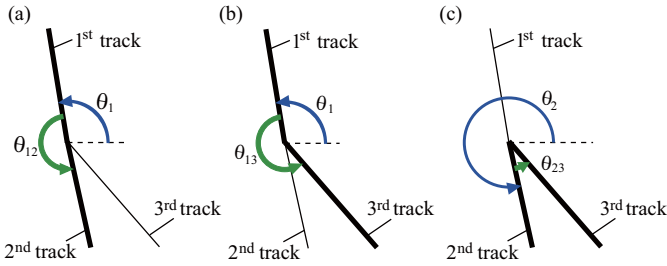 (a)
1st track
θ1
θ12
3rd track
2nd track
(b)
1st track
θ1
θ13
3rd track
2nd track
(c)
1st track
θ2
θ23
3rd track
2nd track